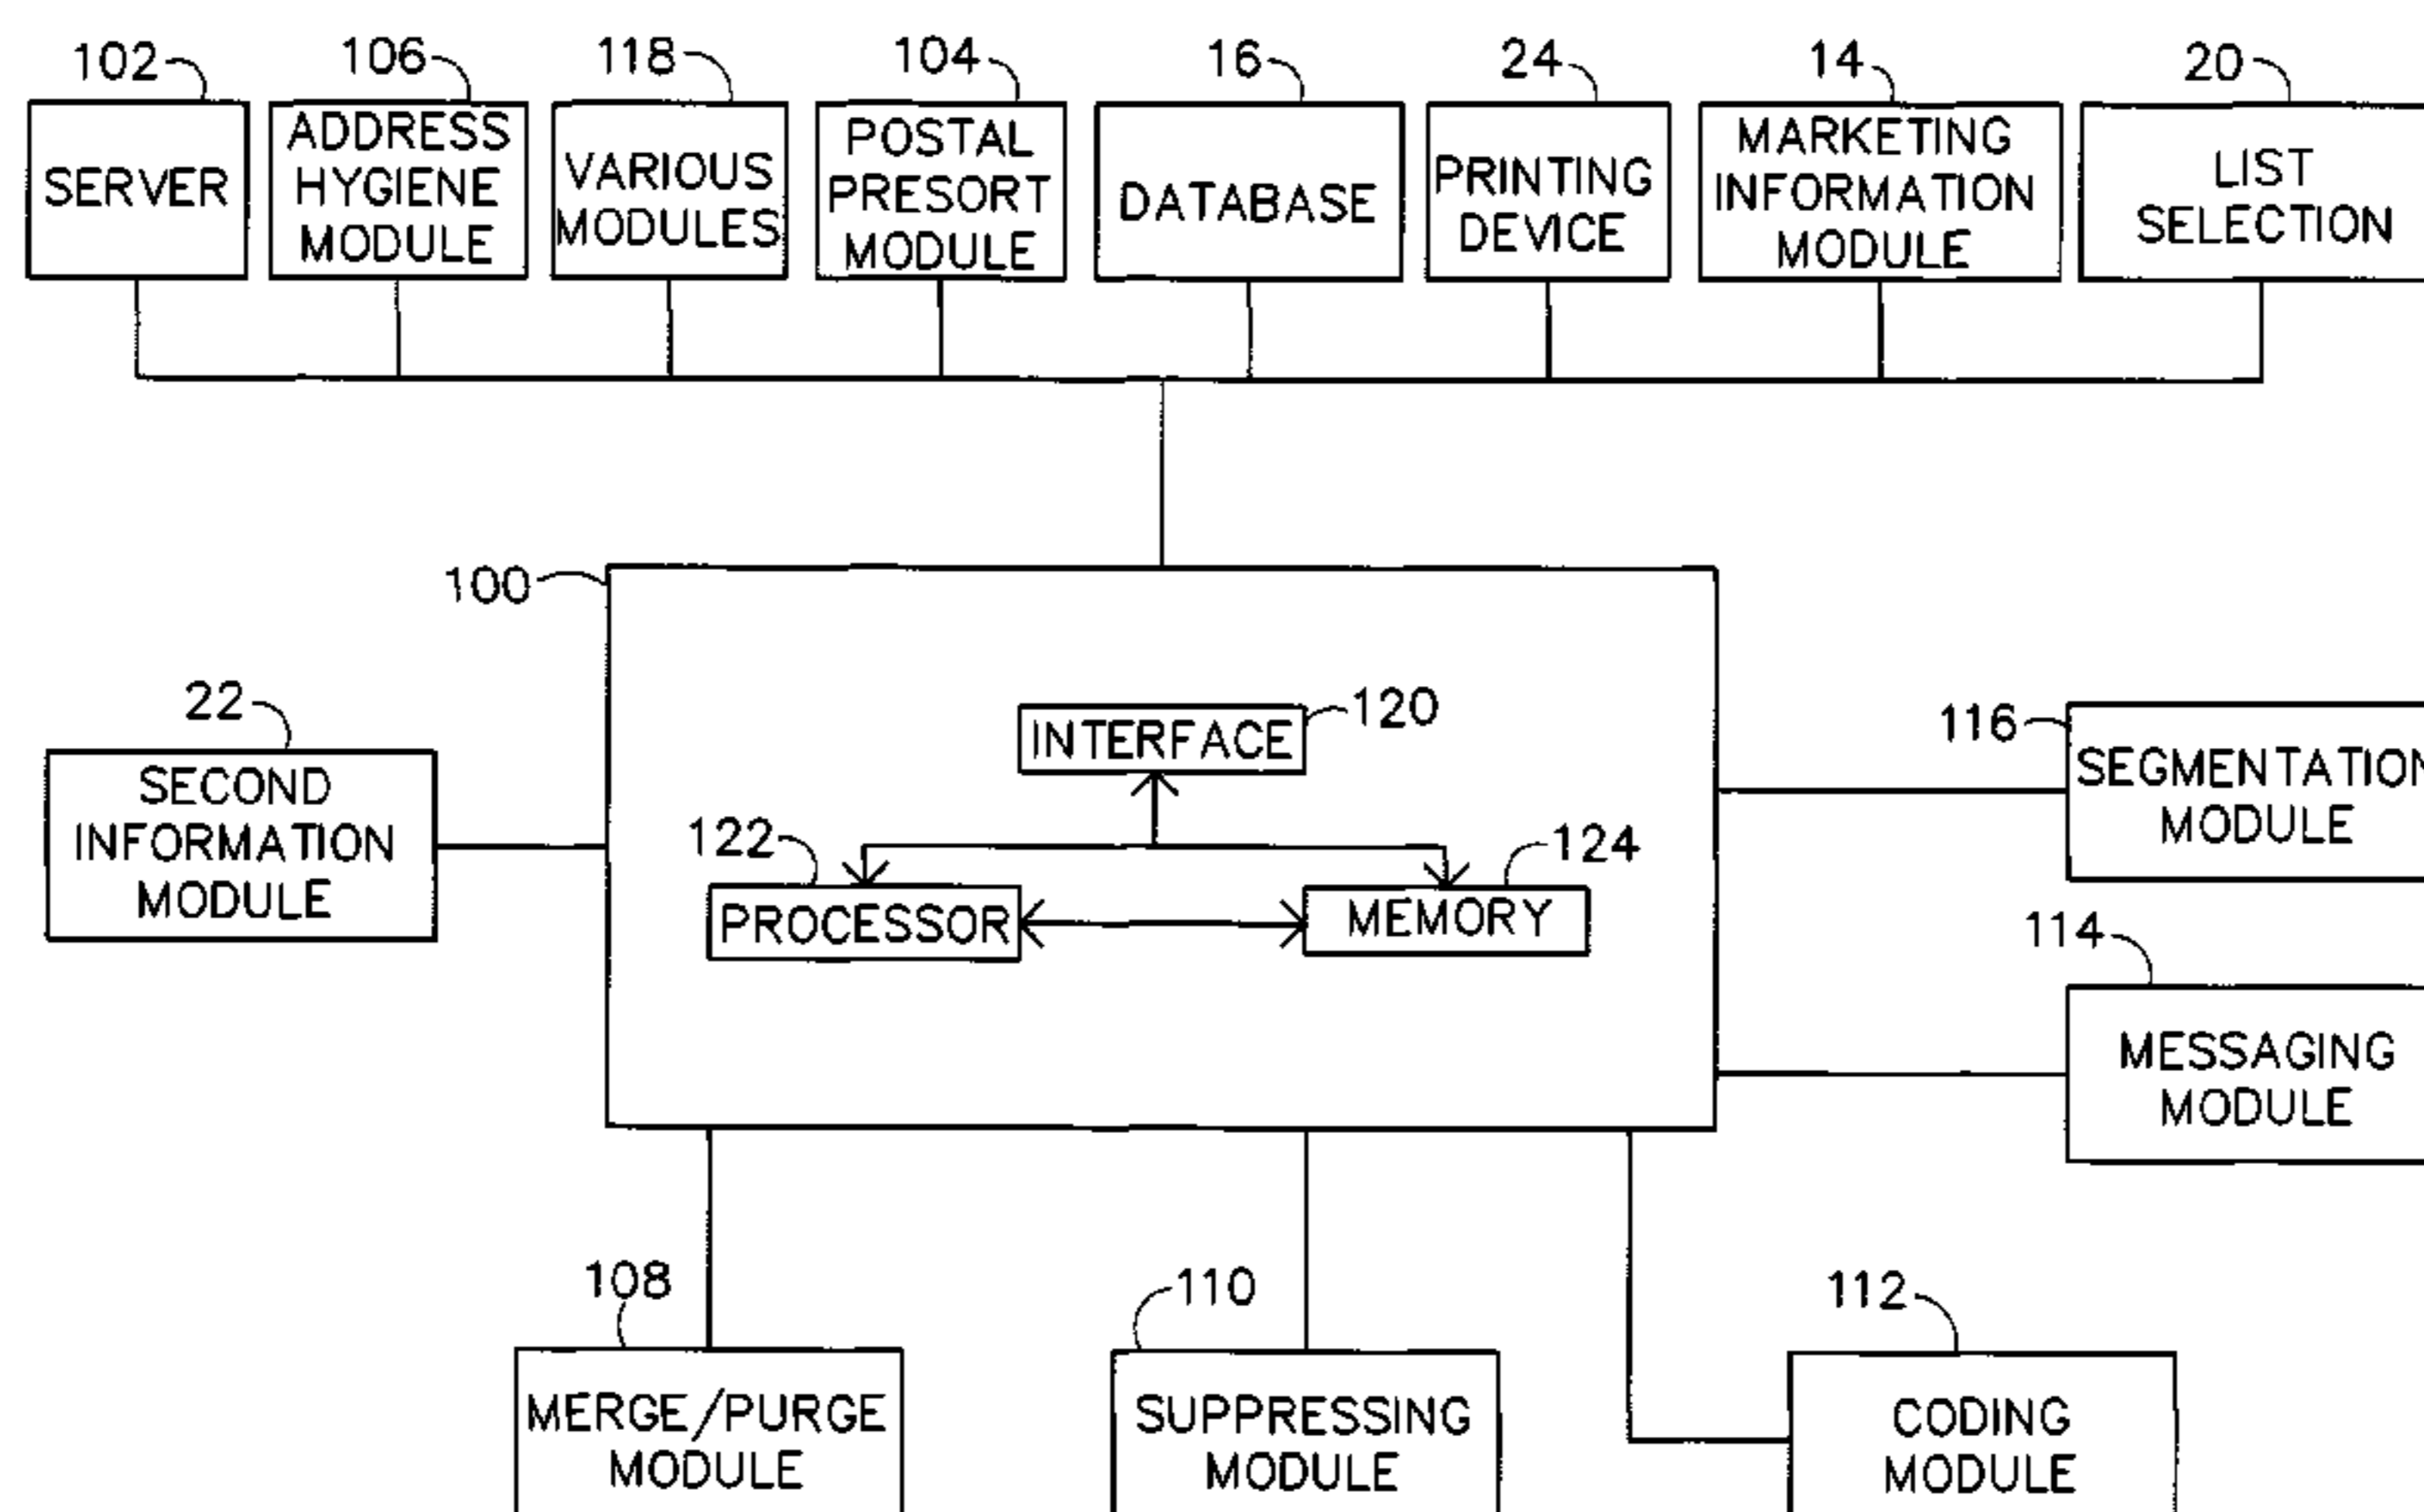 102
106
118
104
16
24
14
20
SERVER
ADDRESS
HYGIENE
MODULE
VARIOUS
MODULES
POSTAL
PRESORT
MODULE
DATABASE
PRINTING
DEVICE
MARKETING
INFORMATION
MODULE
LIST
SELECTION
100
22
SECOND
INFORMATION
MODULE
INTERFACE
120
122
PROCESSOR
124
MEMORY
116
SEGMENTATION
MODULE
114
MESSAGING
MODULE
108
MERGE/PURGE
MODULE
110
SUPPRESSING
MODULE
112
CODING
MODULE